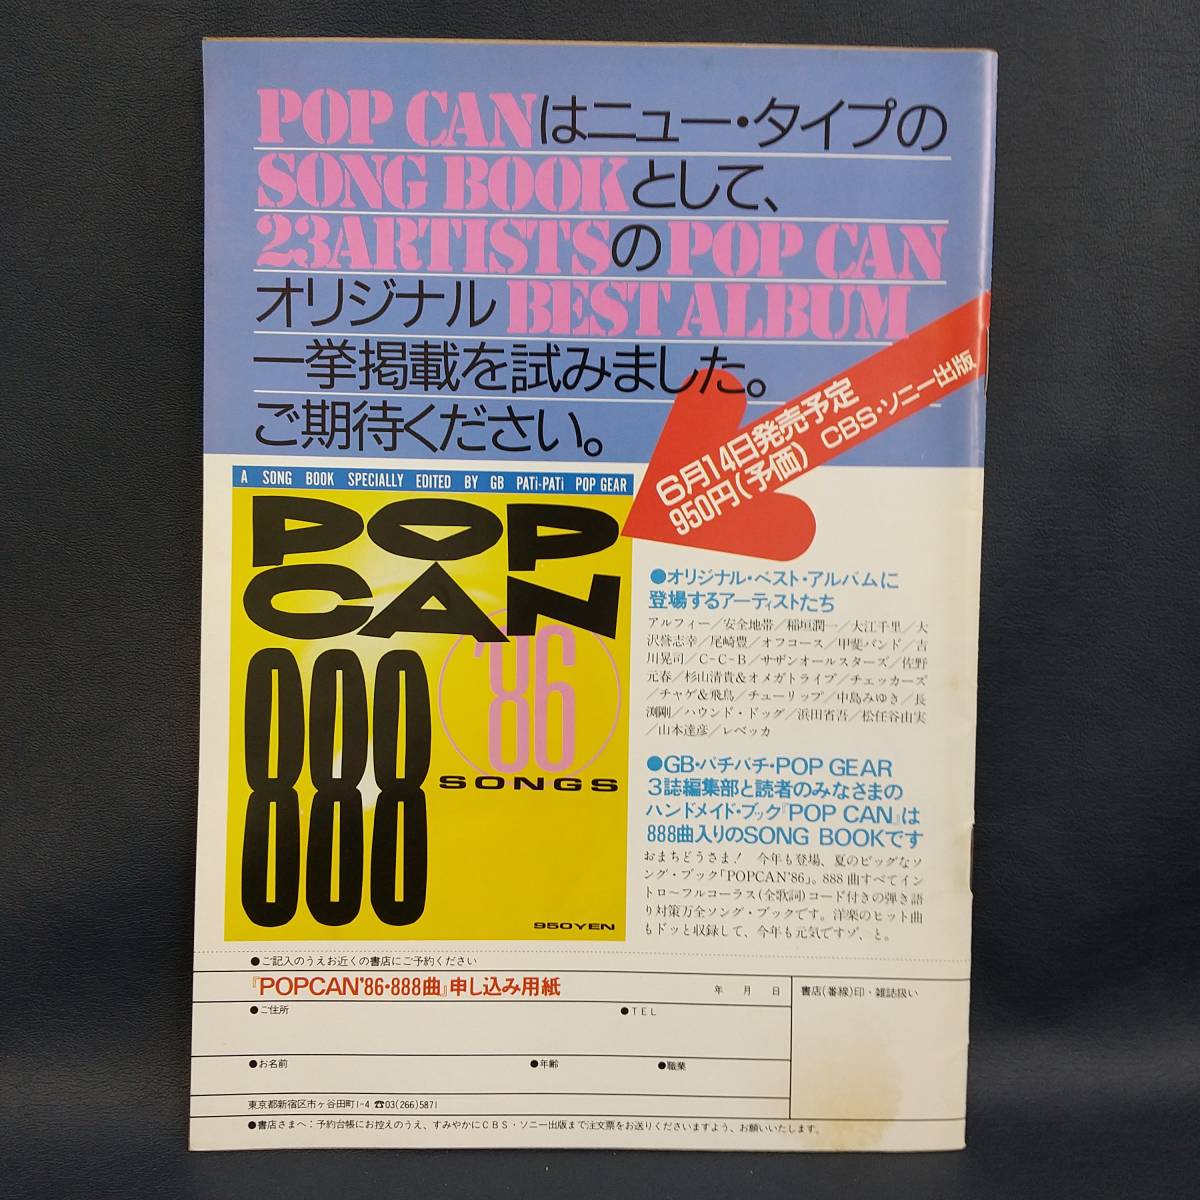 POP CANはニュー・タイプの
SONG BOOKとして、
23ARTISTSのPOP CAN
オリジナルBEST ALBUM
一挙掲載を試みました。
ご期待ください。
6月14日発売予定
950円(予価) CBS・ソニー出版
A SONG BOOK SPECIALLY EDITED BY GB PATi-PATi POP GEAR
POP
CAN
'86
888
SONGS
950YEN
●オリジナル・ベスト・アルバムに
登場するアーティストたち
アルフィー／安全地帯／稲垣潤一／大江千里／大
沢誉志幸／尾崎豊／オフコース／甲斐バンド／吉
川晃司／C-C-B／サザンオールスターズ／佐野
元春／杉山清貴＆オメガトライブ／チェッカーズ
／チャゲ＆飛鳥／チューリップ／中島みゆき／長
渕剛／ハウンド・ドッグ／浜田省吾／松任谷由実
／山本達彦／レベッカ
●GB・パチパチ・POP GEAR
3誌編集部と読者のみなさまの
ハンドメイド・ブック『POP CAN』は
888曲入りのSONG BOOKです
おまちどうさま！ 今年も登場、夏のビッグなソ
ング・ブック「POPCAN'86」。888曲すべてイント
トロ〜フルコーラス(全歌詞)コード付きの弾き語
り対策万全ソング・ブックです。洋楽のヒット曲
もドッと収録して、今年も元気ですゾ、と。
●ご記入のうえお近くの書店にご予約ください
『POPCAN'86・888曲』申し込み用紙
年 月 日
書店(番線)印・雑誌扱い
●ご住所
●TEL
●お名前
●年齢
●職業
東京都新宿区市ヶ谷田町1-4 ☎03(266)5871
●書店さまへ：予約台帳にお控えのうえ、すみやかにCBS・ソニー出版まで注文票をお送りくださいますよう、お願いいたします。